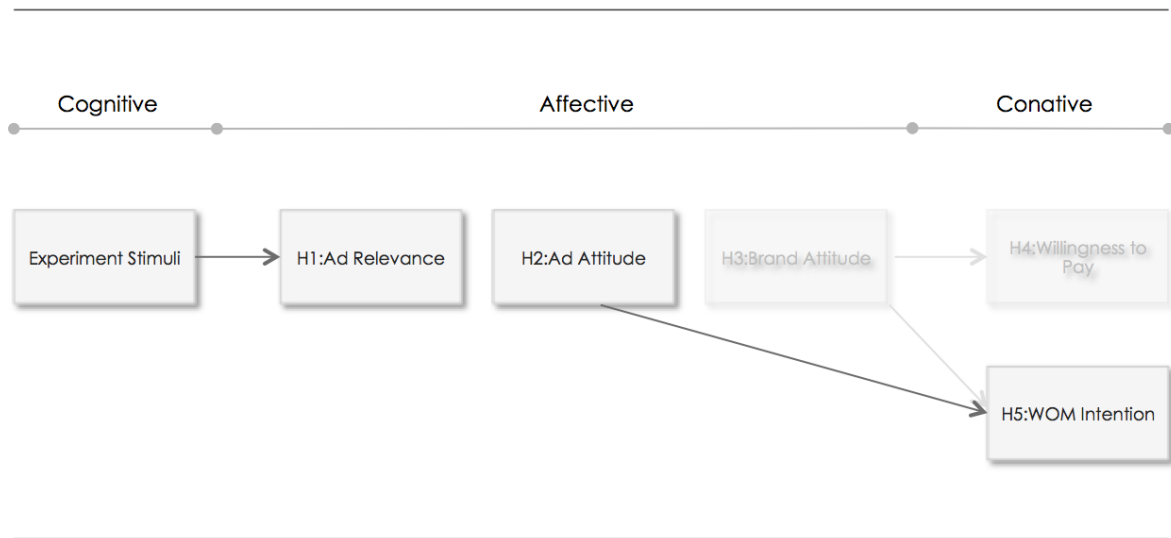 Cognitive
Affective
Conative
Experiment Stimuli
H1:Ad Relevance
H2:Ad Attitude
H3:Brand Attitude
H4:Willingness to
Pay
H5:WOM Intention